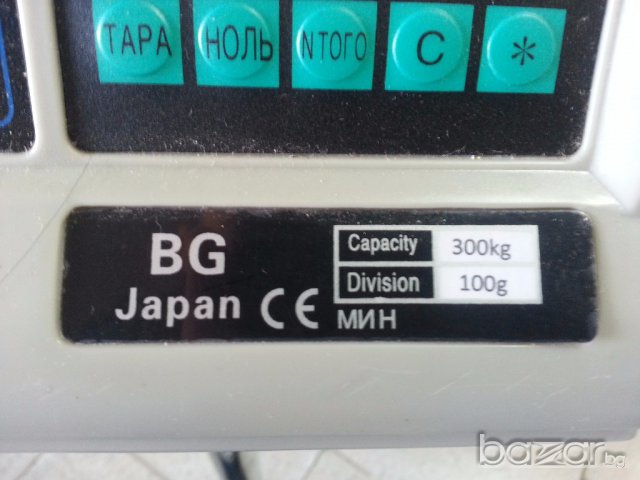 ТАРА НОЛЬ NТОГО С *
BG Japan CE
Capacity 300kg
Division 100g
МИН
bazar.bg